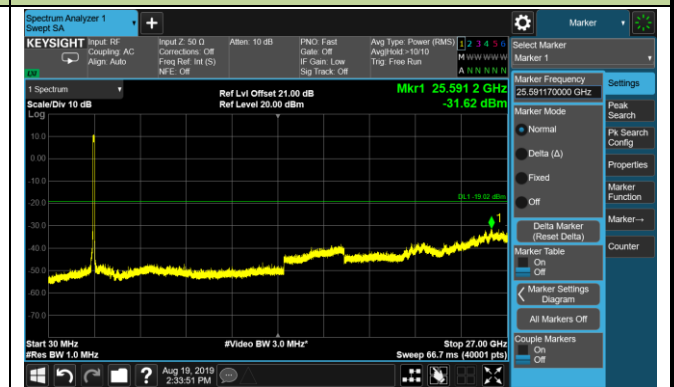 Spectrum Analyzer 1
Swept SA
+
Marker
KEYSIGHT Input: RF Input Z: 50 Ω Atten: 10 dB PNO: Fast Avg Type: Power (RMS) 1 2 3 4 5 6
Coupling: AC Corrections: Off Gate: Off Avg|Hold:>10/10 M W W W W W
Align: Auto Freq Ref: Int (S) IF Gain: Low Trig: Free Run
NFE: Off Sig Track: Off A N N N N N
Select Marker
Marker 1
1 Spectrum
Scale/Div 10 dB
Log
Ref Lvl Offset 21.00 dB
Ref Level 20.00 dBm
Mkr1 25.591 2 GHz
-31.62 dBm
10.0
0.00
-10.0
-20.0
-30.0
-40.0
-50.0
-60.0
-70.0
DL1 -19.02 dBm
1
Start 30 MHz #Video BW 3.0 MHz* Stop 27.00 GHz
#Res BW 1.0 MHz Sweep 66.7 ms (40001 pts)
Marker Frequency
25.591170000 GHz
Marker Mode
Normal
Delta (Δ)
Fixed
Off
Delta Marker
(Reset Delta)
Marker Table
On
Off
Marker Settings
Diagram
All Markers Off
Couple Markers
On
Off
Settings
Peak
Search
Pk Search
Config
Properties
Marker
Function
Marker→
Counter
? Aug 19, 2019
2:33:51 PM